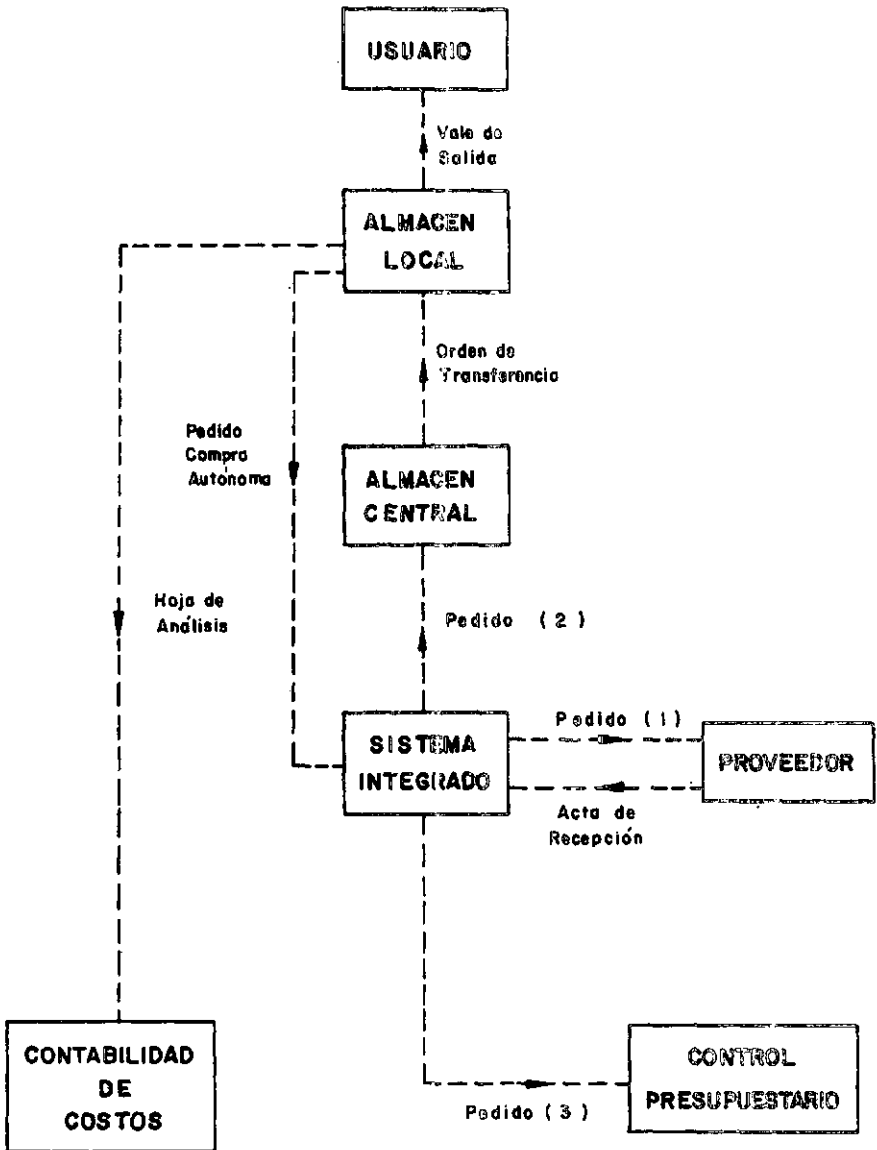 USUARIO
Vale de
Salida
ALMACEN
LOCAL
Orden de
Transferencia
Pedido
Compra
Autónoma
ALMACEN
CENTRAL
Hoja de
Análisis
Pedido (2)
Pedido (1)
SISTEMA
INTEGRADO
PROVEEDOR
Acta de
Recepción
CONTABILIDAD
DE
COSTOS
CONTROL
PRESUPUESTARIO
Pedido (3)